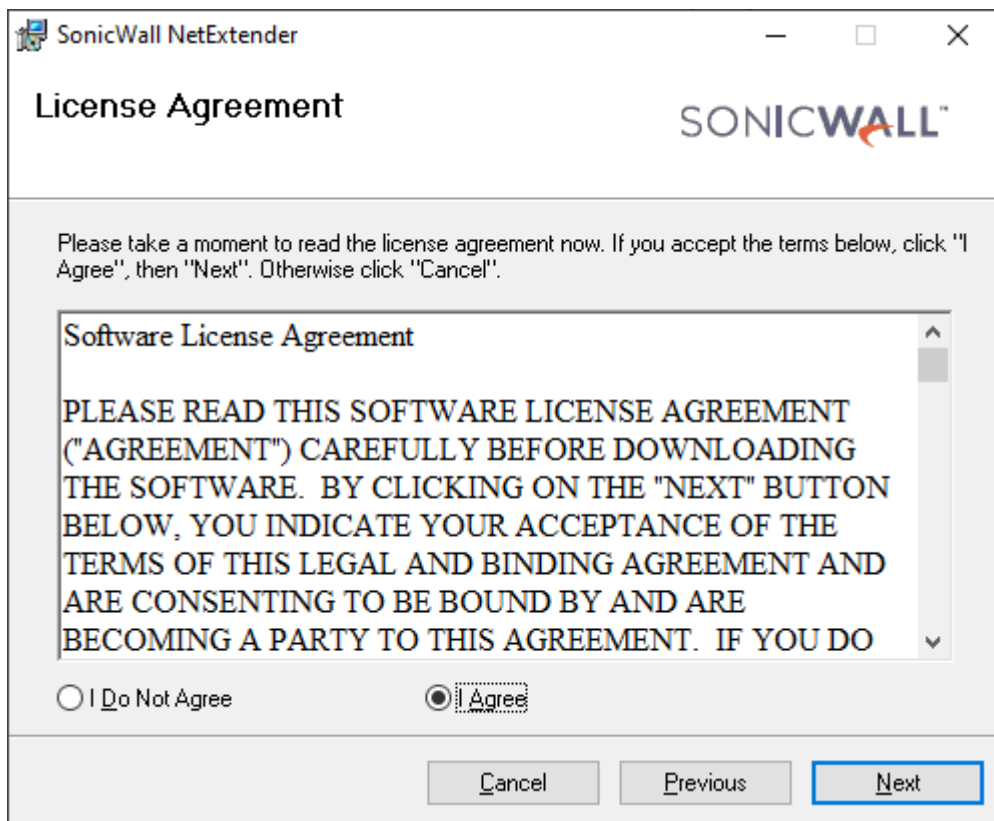 SonicWall NetExtender
License Agreement
SONICWALL™
Please take a moment to read the license agreement now. If you accept the terms below, click "I
Agree", then "Next". Otherwise click "Cancel".
Software License Agreement
PLEASE READ THIS SOFTWARE LICENSE AGREEMENT
("AGREEMENT") CAREFULLY BEFORE DOWNLOADING
THE SOFTWARE.  BY CLICKING ON THE "NEXT" BUTTON
BELOW, YOU INDICATE YOUR ACCEPTANCE OF THE
TERMS OF THIS LEGAL AND BINDING AGREEMENT AND
ARE CONSENTING TO BE BOUND BY AND ARE
BECOMING A PARTY TO THIS AGREEMENT.  IF YOU DO
I Do Not Agree
I Agree
Cancel
Previous
Next